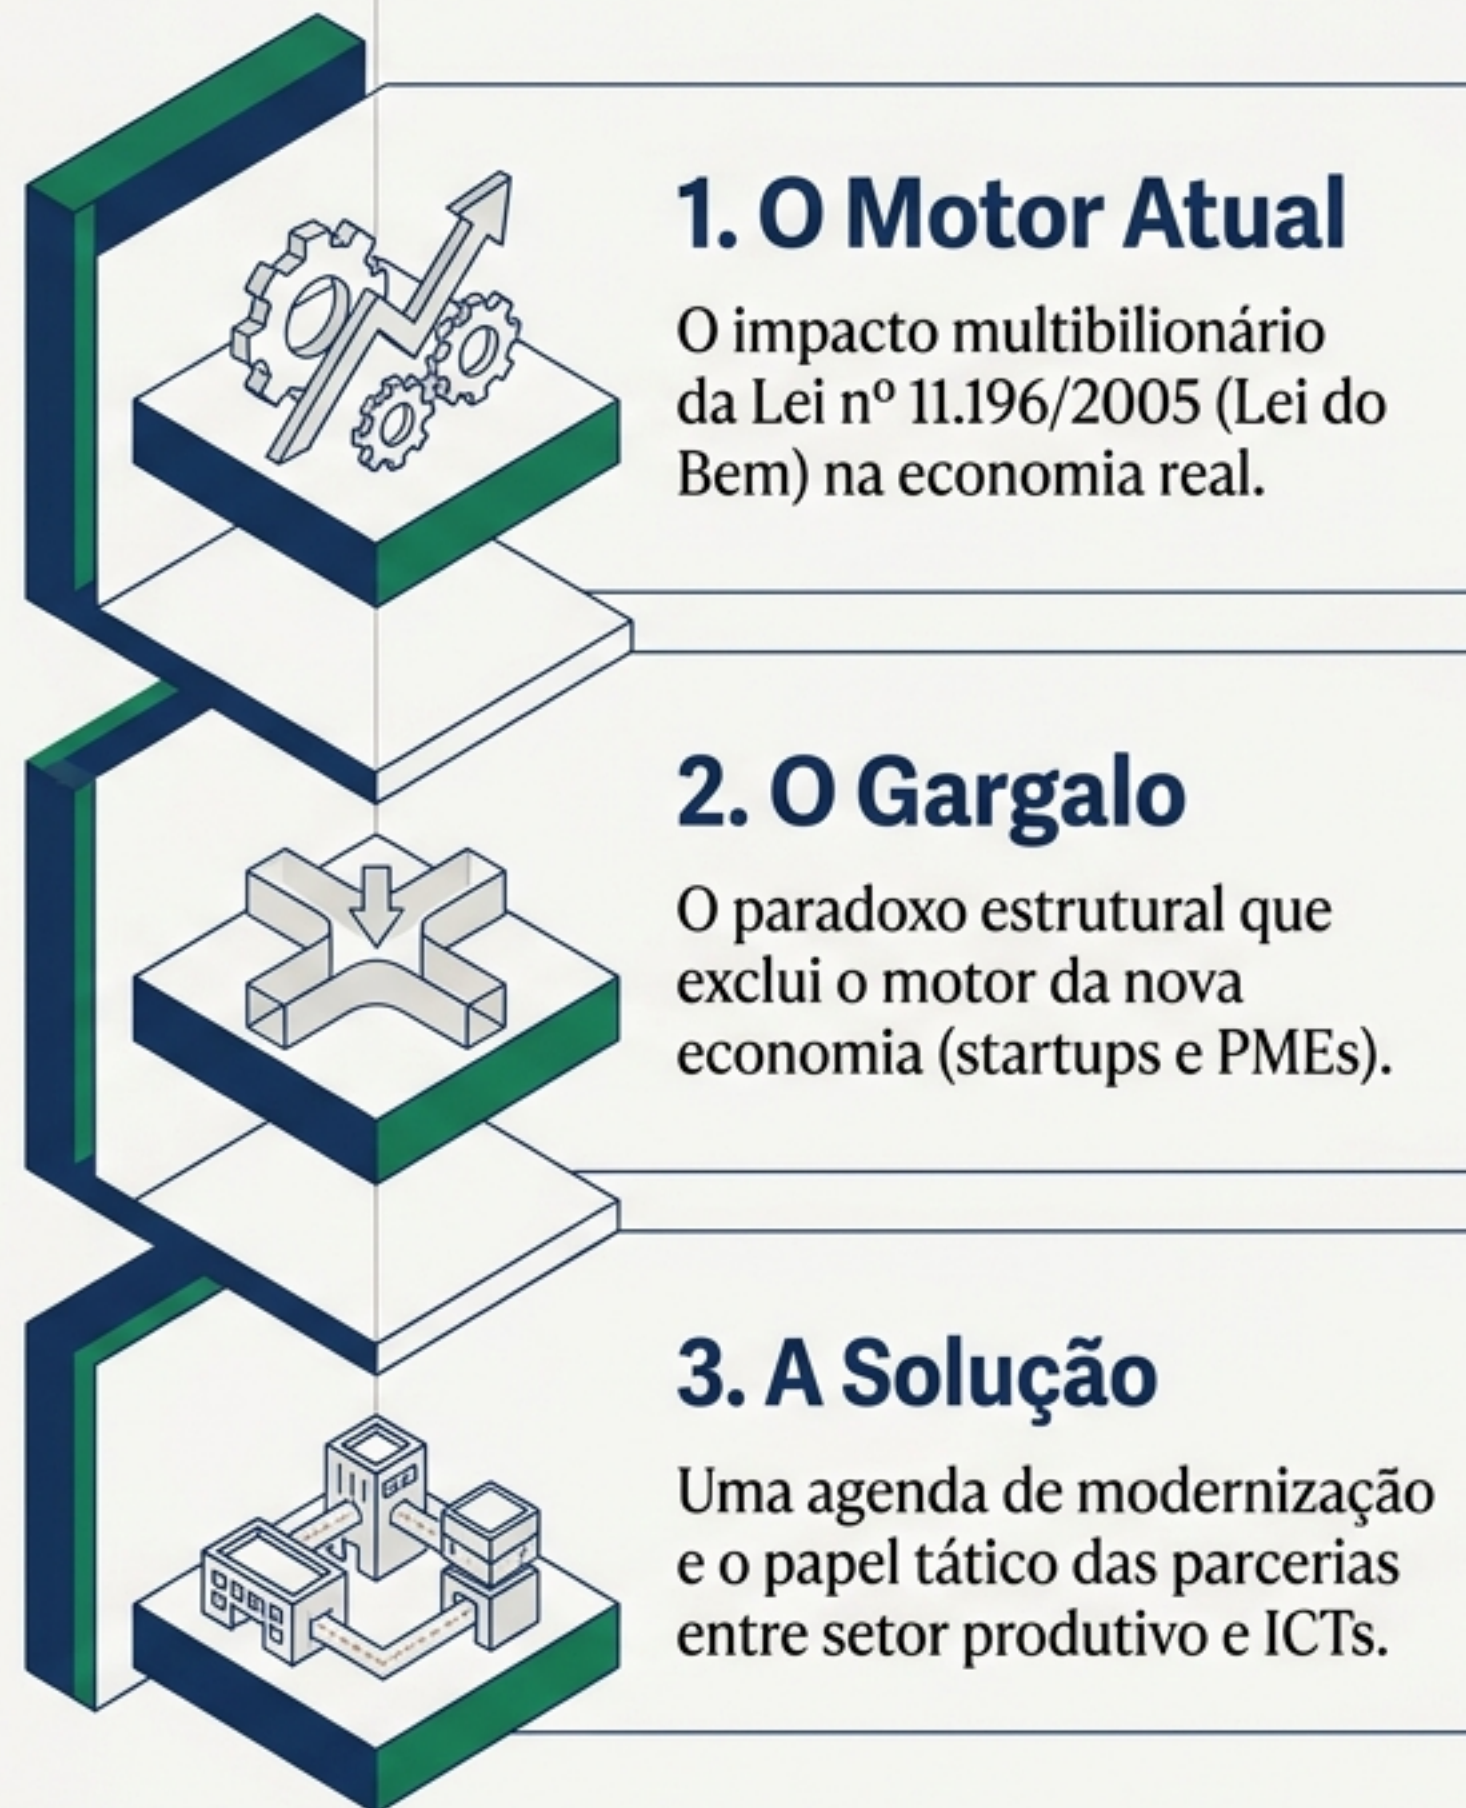 1. O Motor Atual
O impacto multibilionário
da Lei nº 11.196/2005 (Lei do
Bem) na economia real.
2. O Gargalo
O paradoxo estrutural que
exclui o motor da nova
economia (startups e PMEs).
3. A Solução
Uma agenda de modernização
e o papel tático das parcerias
entre setor produtivo e ICTs.